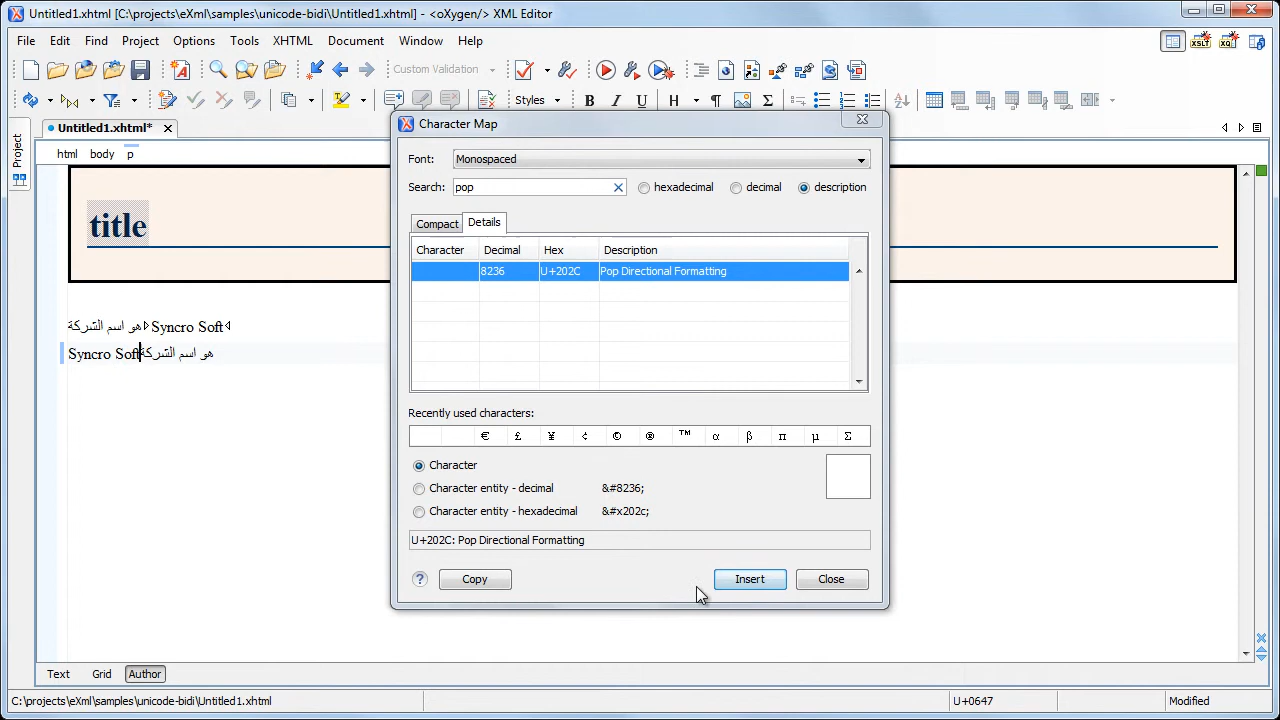 Untitled1.xhtml [C:\projects\eXml\samples\unicode-bidi\Untitled1.xhtml] - <oXygen/> XML Editor
File Edit Find Project Options Tools XHTML Document Window Help
Custom Validation
Styles B I U H ¶ Σ
Untitled1.xhtml*
Project
html body p
title
هو اسم الشركة Syncro Soft
Syncro Soft هو اسم الشركة
Character Map
Font: Monospaced
Search: pop hexadecimal decimal description
Compact Details
Character Decimal Hex Description
8236 U+202C Pop Directional Formatting
Recently used characters:
€ £ ¥ ¢ © ® ™ α β π µ Σ
Character
Character entity - decimal &#8236;
Character entity - hexadecimal &#x202c;
U+202C: Pop Directional Formatting
? Copy Insert Close
Text Grid Author
C:\projects\eXml\samples\unicode-bidi\Untitled1.xhtml U+0647 Modified